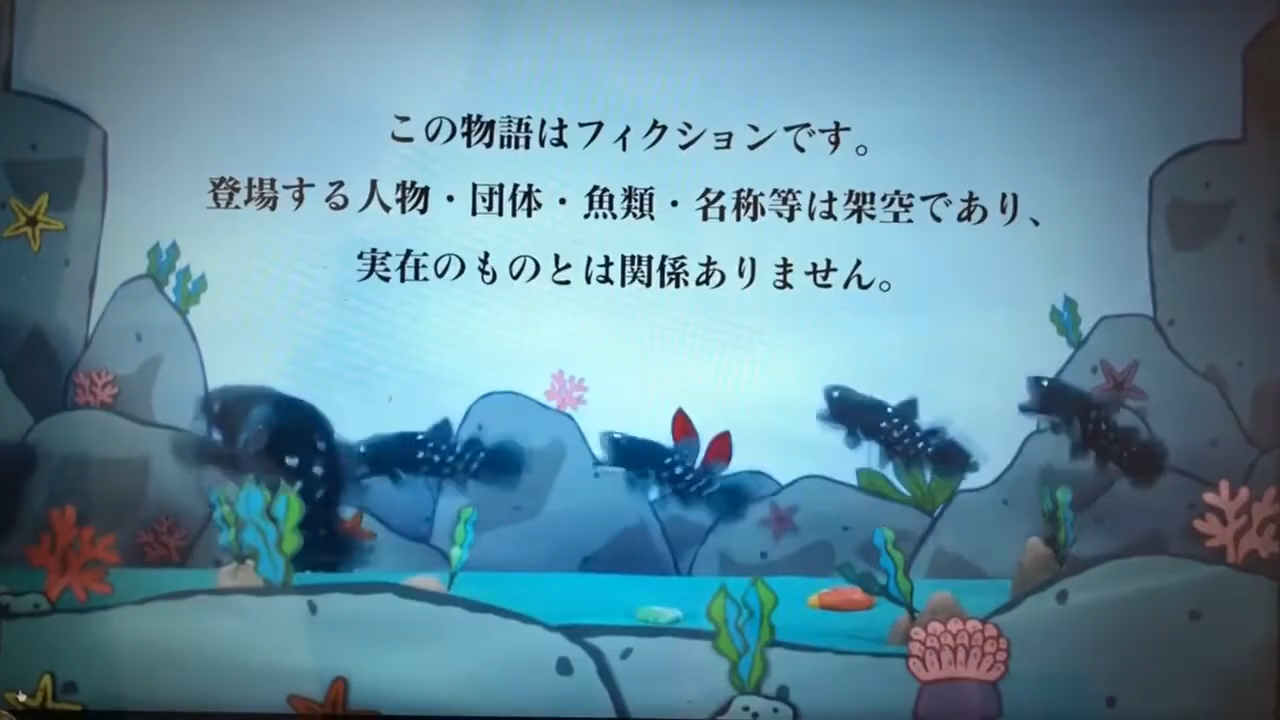 この物語はフィクションです。
登場する人物・団体・魚類・名称等は架空であり、
実在のものとは関係ありません。